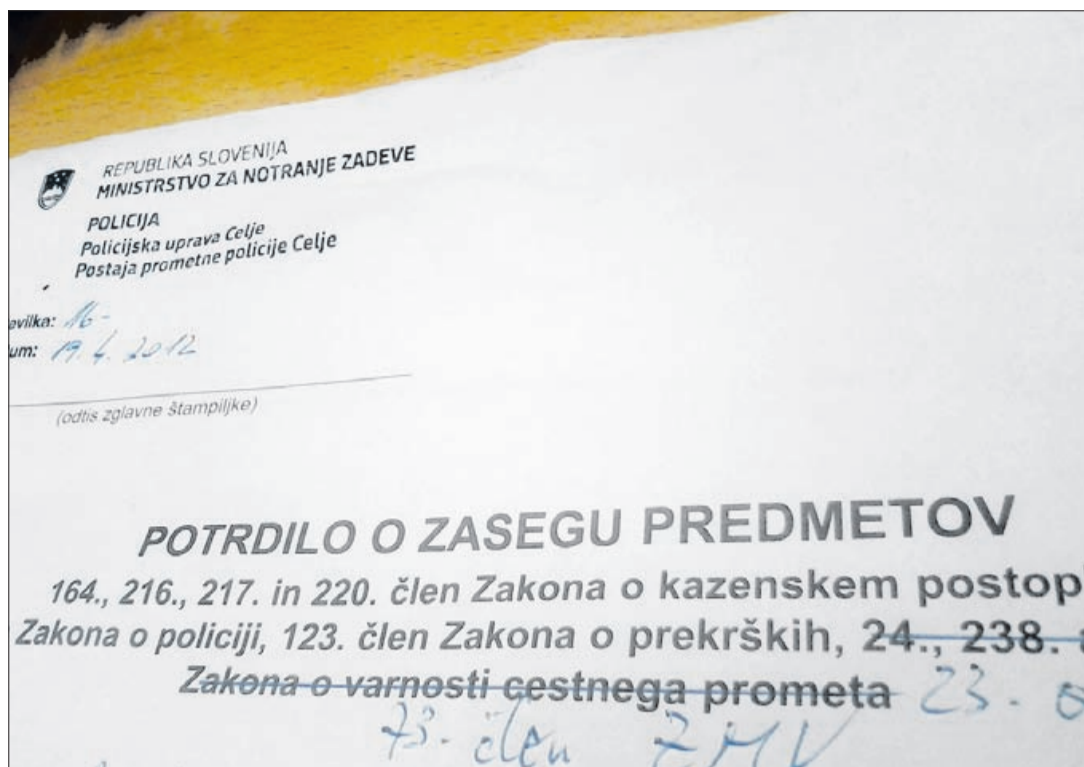 REPUBLIKA SLOVENIJA
MINISTRSTVO ZA NOTRANJE ZADEVE
POLICIJA
Policijska uprava Celje
Postaja prometne policije Celje
evilka: 16-
um: 19. 4. 2012
(odtis zglavne štampiljke)
POTRDILO O ZASEGU PREDMETOV
164., 216., 217. in 220. člen Zakona o kazenskem postop
Zakona o policiji, 123. člen Zakona o prekrških, 24., 238.
Zakona o varnosti cestnega prometa 23.
73. člen ZMV